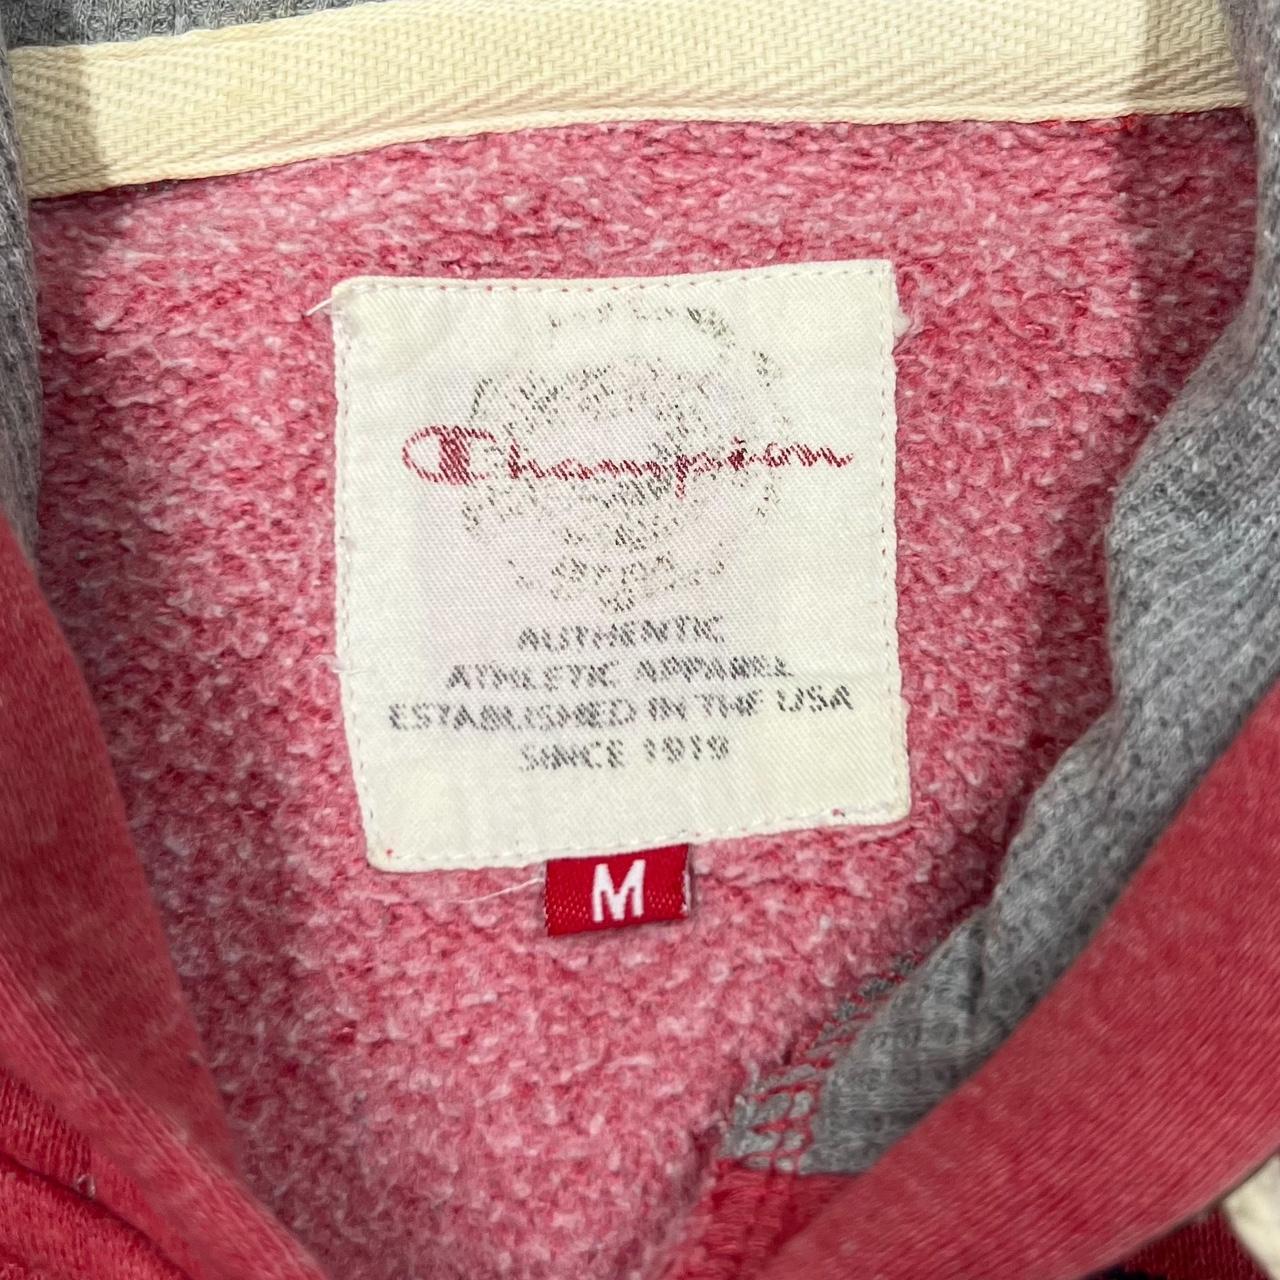 Champion
AUTHENTIC
ATHLETIC APPAREL
ESTABLISHED IN THE USA
SINCE 1919
M